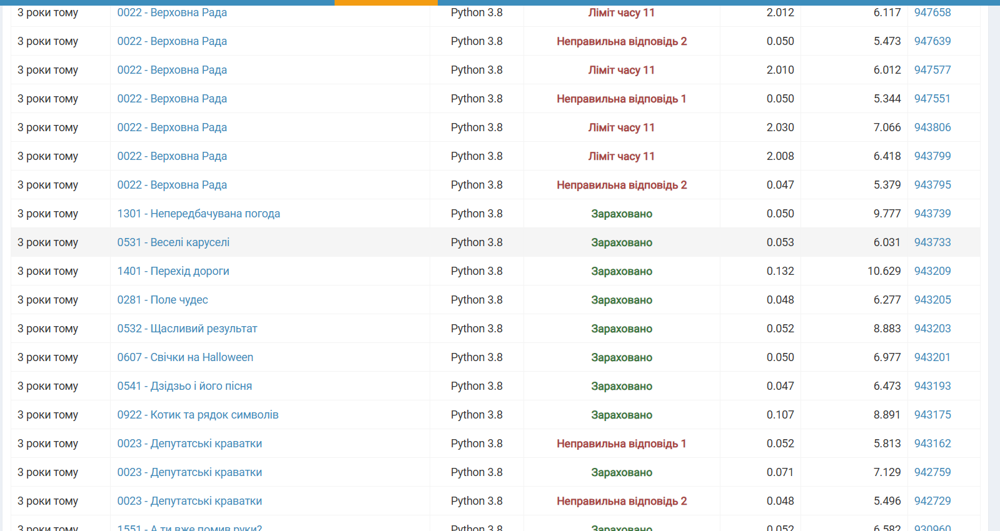 3 роки тому 0022 - Верховна Рада Python 3.8 Ліміт часу 11 2.012 6.117 947658
3 роки тому 0022 - Верховна Рада Python 3.8 Неправильна відповідь 2 0.050 5.473 947639
3 роки тому 0022 - Верховна Рада Python 3.8 Ліміт часу 11 2.010 6.012 947577
3 роки тому 0022 - Верховна Рада Python 3.8 Неправильна відповідь 1 0.050 5.344 947551
3 роки тому 0022 - Верховна Рада Python 3.8 Ліміт часу 11 2.030 7.066 943806
3 роки тому 0022 - Верховна Рада Python 3.8 Ліміт часу 11 2.008 6.418 943799
3 роки тому 0022 - Верховна Рада Python 3.8 Неправильна відповідь 2 0.047 5.379 943795
3 роки тому 1301 - Непередбачувана погода Python 3.8 Зараховано 0.050 9.777 943739
3 роки тому 0531 - Веселі каруселі Python 3.8 Зараховано 0.053 6.031 943733
3 роки тому 1401 - Перехід дороги Python 3.8 Зараховано 0.132 10.629 943209
3 роки тому 0281 - Поле чудес Python 3.8 Зараховано 0.048 6.277 943205
3 роки тому 0532 - Щасливий результат Python 3.8 Зараховано 0.052 8.883 943203
3 роки тому 0607 - Свічки на Halloween Python 3.8 Зараховано 0.050 6.977 943201
3 роки тому 0541 - Дзідзьо і його пісня Python 3.8 Зараховано 0.047 6.473 943193
3 роки тому 0922 - Котик та рядок символів Python 3.8 Зараховано 0.107 8.891 943175
3 роки тому 0023 - Депутатські краватки Python 3.8 Неправильна відповідь 1 0.052 5.813 943162
3 роки тому 0023 - Депутатські краватки Python 3.8 Зараховано 0.071 7.129 942759
3 роки тому 0023 - Депутатські краватки Python 3.8 Неправильна відповідь 2 0.048 5.496 942729
3 роки тому 1551 - А ти вже помив руки? Python 3.8 Зараховано 0.052 6.582 930960